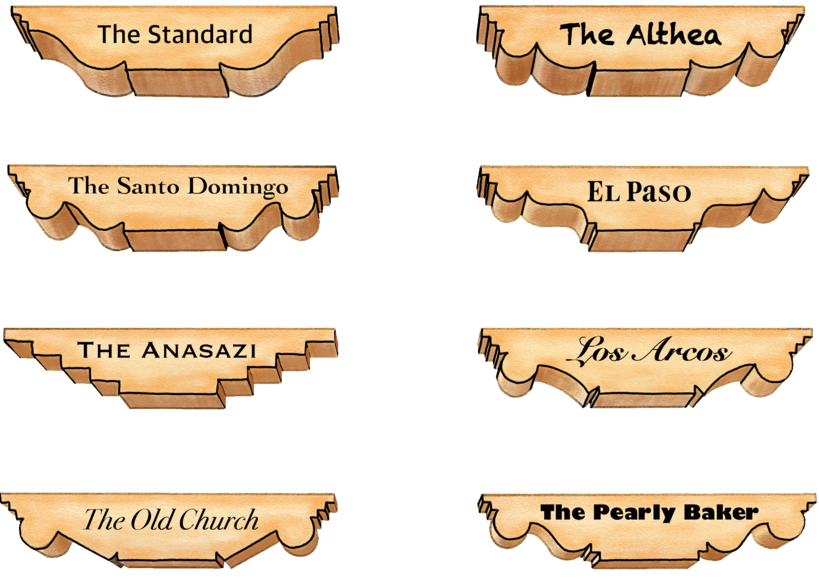 The Standard
The Althea
The Santo Domingo
El Paso
The Anasazi
Los Arcos
The Old Church
The Pearly Baker